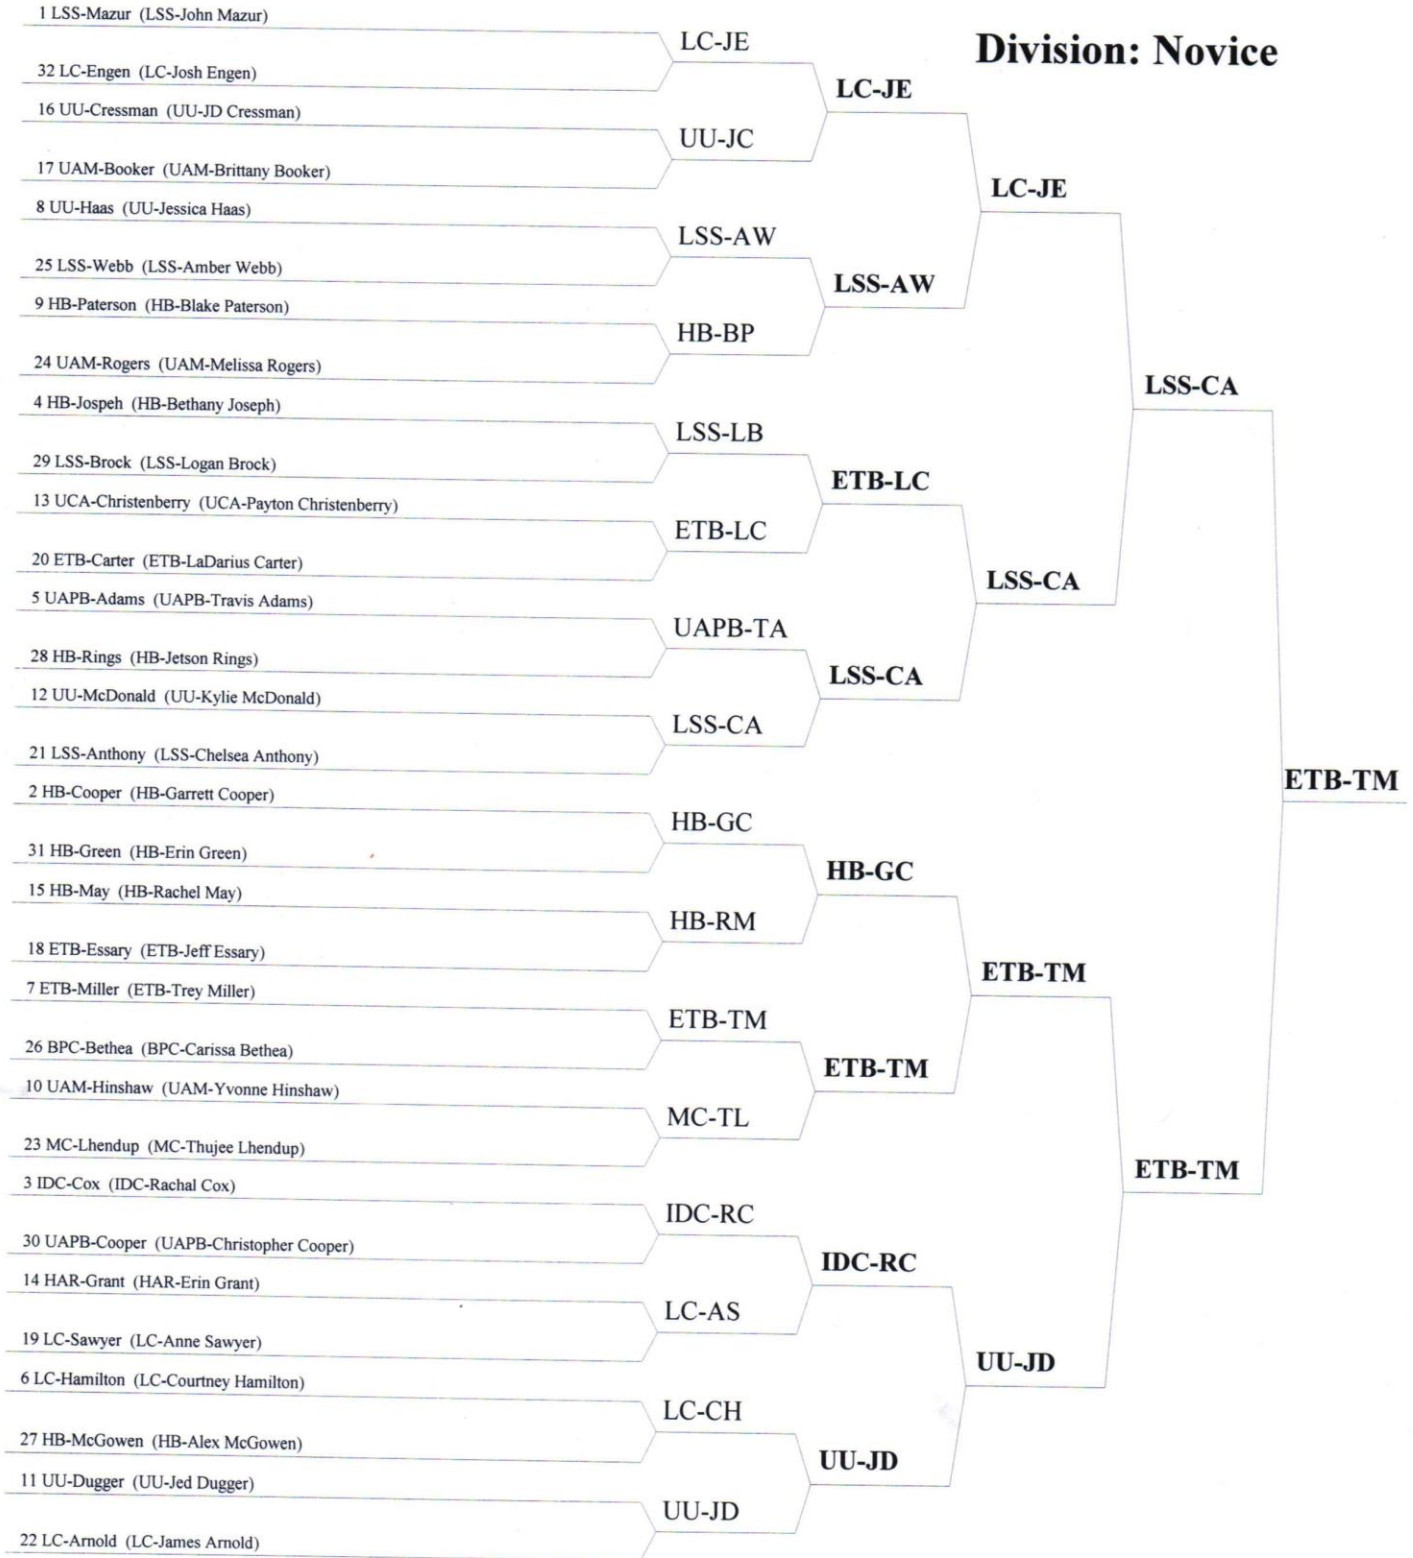 Division: Novice
1 LSS-Mazur (LSS-John Mazur)
32 LC-Engen (LC-Josh Engen)
16 UU-Cressman (UU-JD Cressman)
17 UAM-Booker (UAM-Brittany Booker)
8 UU-Haas (UU-Jessica Haas)
25 LSS-Webb (LSS-Amber Webb)
9 HB-Paterson (HB-Blake Paterson)
24 UAM-Rogers (UAM-Melissa Rogers)
4 HB-Jospeh (HB-Bethany Joseph)
29 LSS-Brock (LSS-Logan Brock)
13 UCA-Christenberry (UCA-Payton Christenberry)
20 ETB-Carter (ETB-LaDarius Carter)
5 UAPB-Adams (UAPB-Travis Adams)
28 HB-Rings (HB-Jetson Rings)
12 UU-McDonald (UU-Kylie McDonald)
21 LSS-Anthony (LSS-Chelsea Anthony)
2 HB-Cooper (HB-Garrett Cooper)
31 HB-Green (HB-Erin Green)
15 HB-May (HB-Rachel May)
18 ETB-Essary (ETB-Jeff Essary)
7 ETB-Miller (ETB-Trey Miller)
26 BPC-Bethea (BPC-Carissa Bethea)
10 UAM-Hinshaw (UAM-Yvonne Hinshaw)
23 MC-Lhendup (MC-Thujee Lhendup)
3 IDC-Cox (IDC-Rachal Cox)
30 UAPB-Cooper (UAPB-Christopher Cooper)
14 HAR-Grant (HAR-Erin Grant)
19 LC-Sawyer (LC-Anne Sawyer)
6 LC-Hamilton (LC-Courtney Hamilton)
27 HB-McGowen (HB-Alex McGowen)
11 UU-Dugger (UU-Jed Dugger)
22 LC-Arnold (LC-James Arnold)
LC-JE
UU-JC
LSS-AW
HB-BP
LSS-LB
ETB-LC
UAPB-TA
LSS-CA
HB-GC
HB-RM
ETB-TM
MC-TL
IDC-RC
LC-AS
LC-CH
UU-JD
LC-JE
LSS-AW
ETB-LC
LSS-CA
HB-GC
ETB-TM
IDC-RC
UU-JD
LC-JE
LSS-CA
ETB-TM
UU-JD
LSS-CA
ETB-TM
ETB-TM